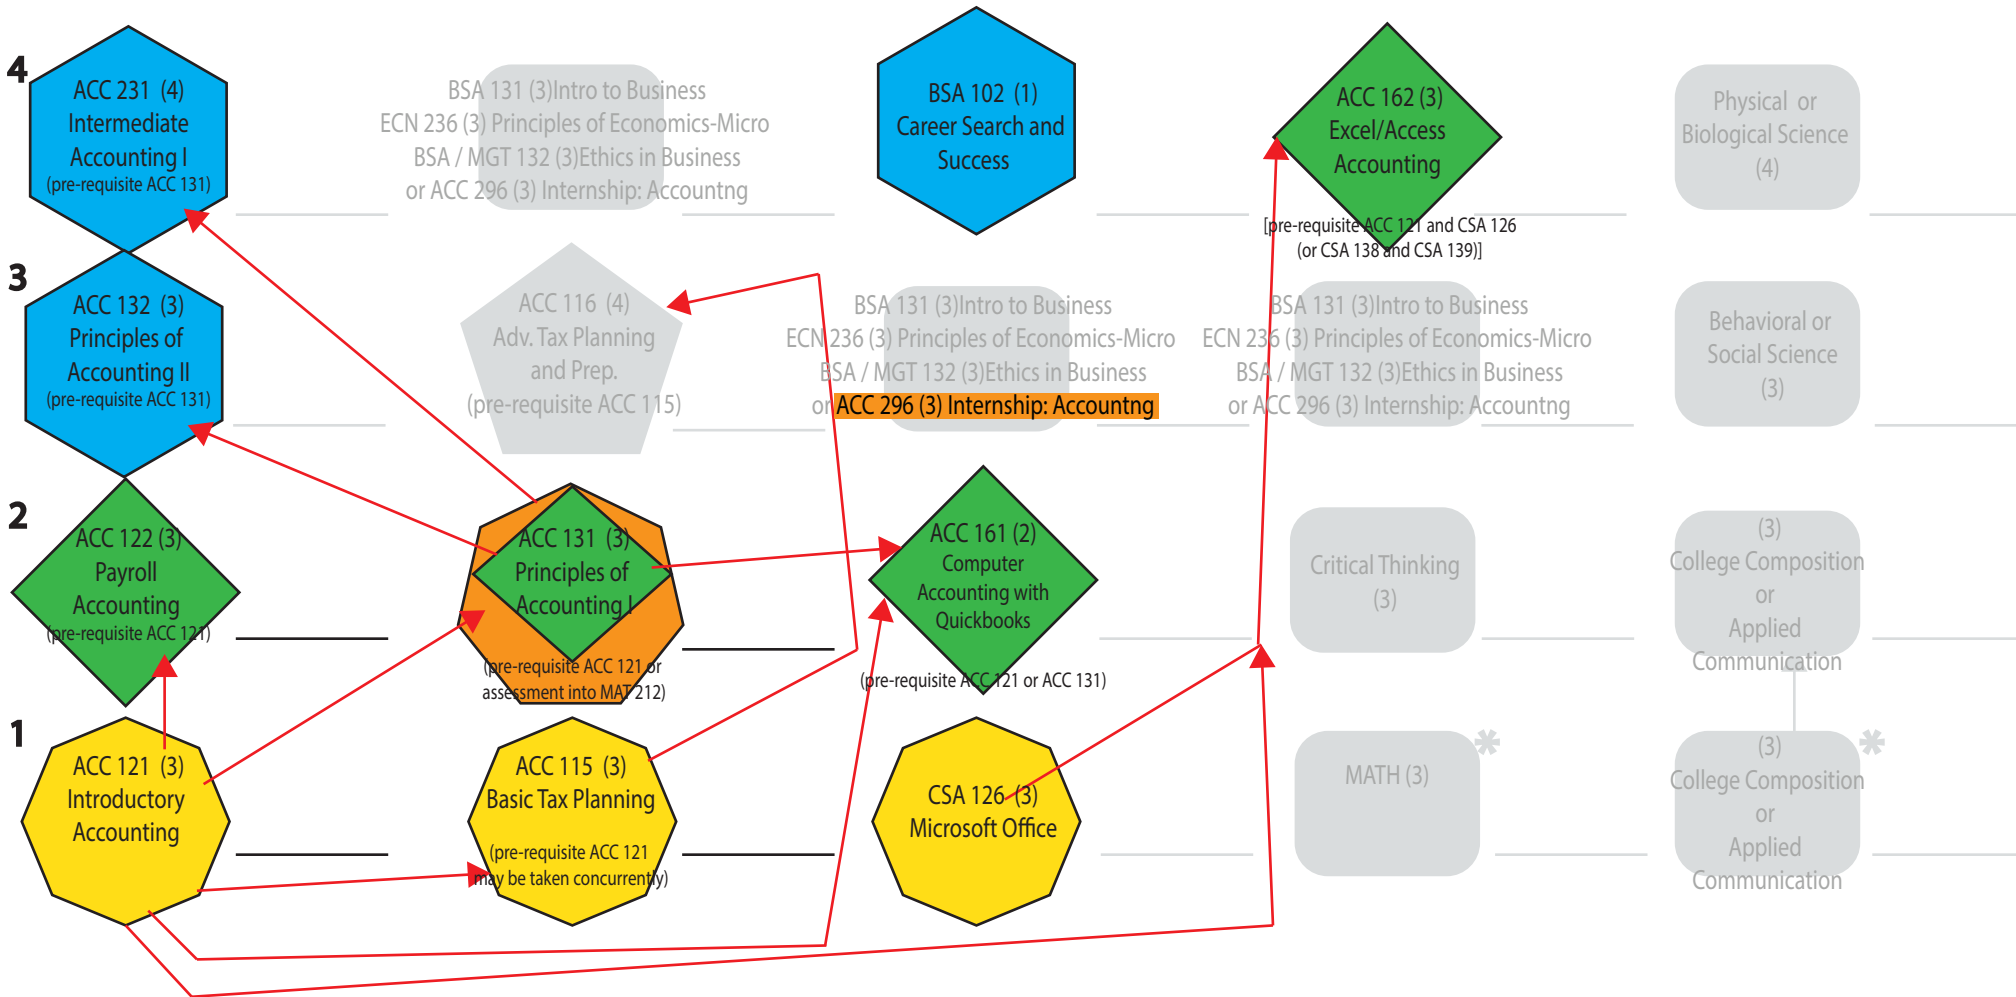 4
ACC 231 (4)
Intermediate
Accounting I
(pre-requisite ACC 131)
BSA 131 (3)Intro to Business
ECN 236 (3) Principles of Economics-Micro
BSA / MGT 132 (3)Ethics in Business
or ACC 296 (3) Internship: Accountng
BSA 102 (1)
Career Search and
Success
ACC 162 (3)
Excel/Access
Accounting
[pre-requisite ACC 121 and CSA 126
(or CSA 138 and CSA 139)]
Physical or
Biological Science
(4)
3
ACC 132 (3)
Principles of
Accounting II
(pre-requisite ACC 131)
ACC 116 (4)
Adv. Tax Planning
and Prep.
(pre-requisite ACC 115)
BSA 131 (3)Intro to Business
ECN 236 (3) Principles of Economics-Micro
BSA / MGT 132 (3)Ethics in Business
or ACC 296 (3) Internship: Accountng
BSA 131 (3)Intro to Business
ECN 236 (3) Principles of Economics-Micro
BSA / MGT 132 (3)Ethics in Business
or ACC 296 (3) Internship: Accountng
Behavioral or
Social Science
(3)
2
ACC 122 (3)
Payroll
Accounting
(pre-requisite ACC 121)
ACC 131 (3)
Principles of
Accounting I
(pre-requisite ACC 121 or
assessment into MAT 212)
ACC 161 (2)
Computer
Accounting with
Quickbooks
(pre-requisite ACC 121 or ACC 131)
Critical Thinking
(3)
(3)
College Composition
or
Applied
Communication
1
ACC 121 (3)
Introductory
Accounting
ACC 115 (3)
Basic Tax Planning
(pre-requisite ACC 121
may be taken concurrently)
CSA 126 (3)
Microsoft Office
MATH (3)
*
(3)
College Composition
or
Applied
Communication
*